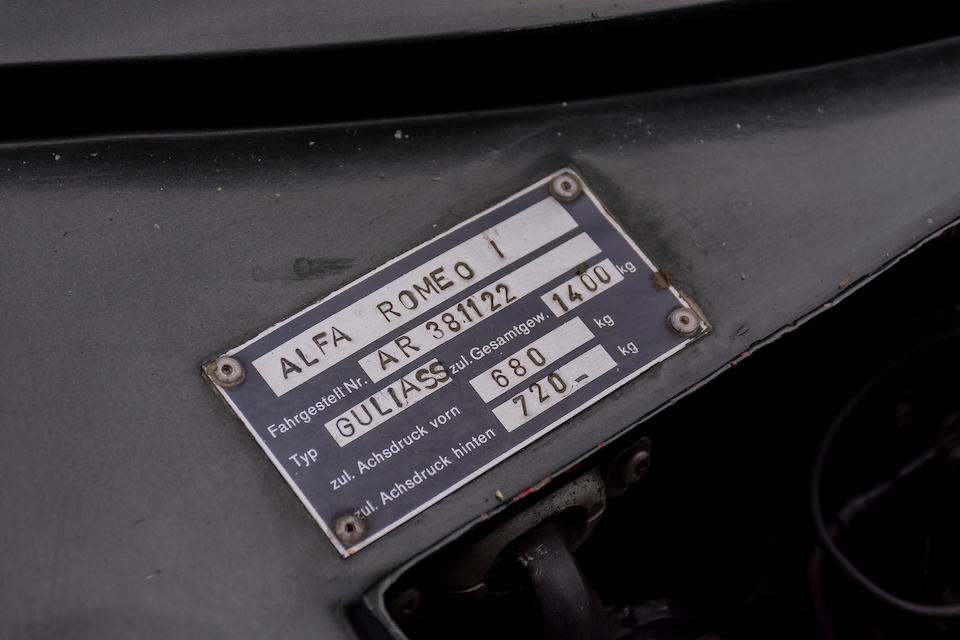 ALFA ROMEO I
Fahrgestell Nr. AR 381122
Typ GULIASS zul. Gesamtgew. 1400 kg
zul. Achsdruck vorn 680 kg
zul. Achsdruck hinten 720 kg